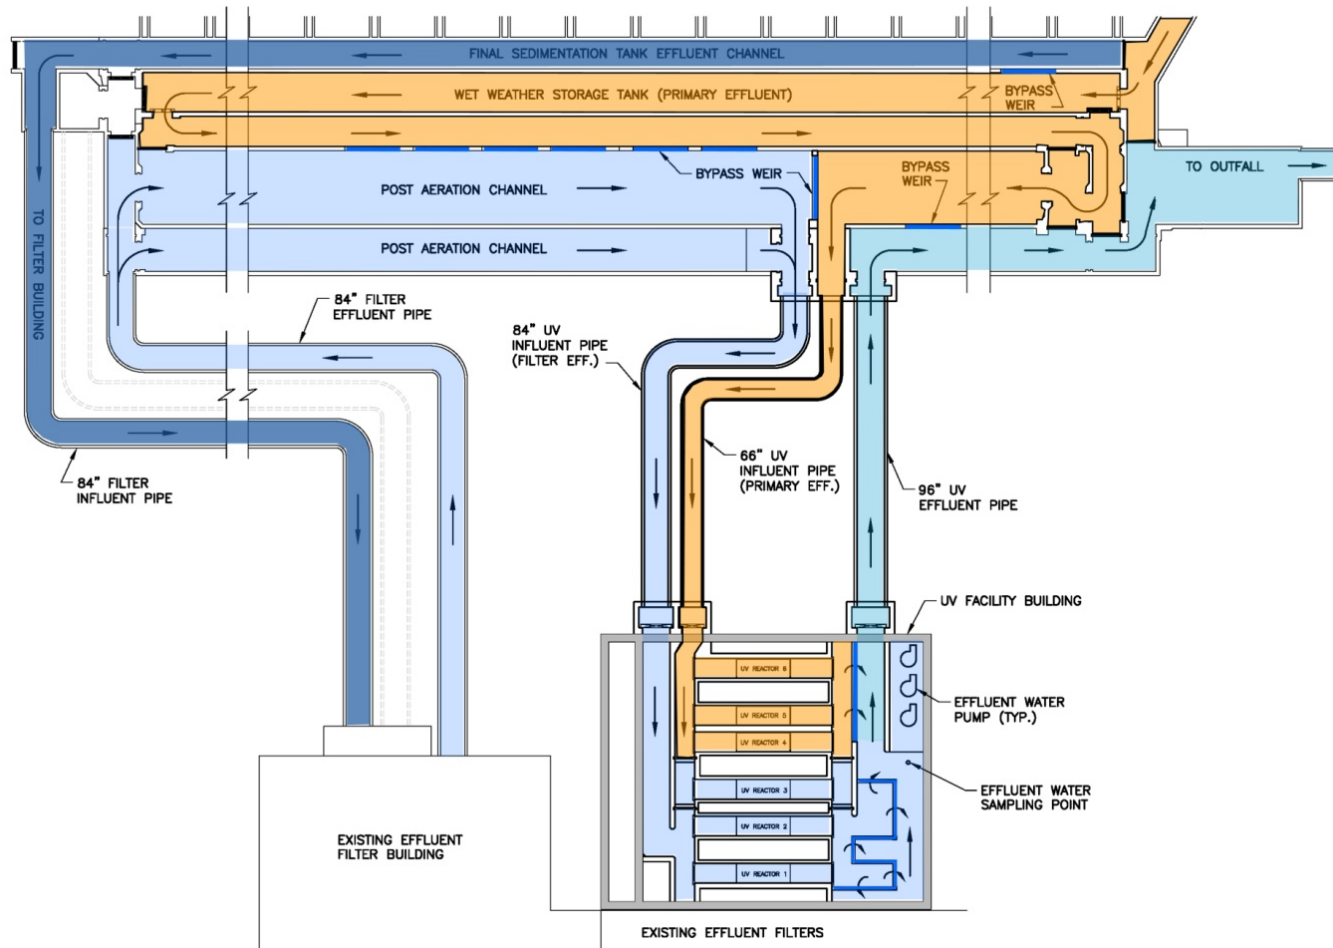 FINAL SEDIMENTATION TANK EFFLUENT CHANNEL
WET WEATHER STORAGE TANK (PRIMARY EFFLUENT)
BYPASS
WEIR
BYPASS WEIR
BYPASS
WEIR
TO OUTFALL
POST AERATION CHANNEL
POST AERATION CHANNEL
TO FILTER BUILDING
84" FILTER
EFFLUENT PIPE
84" UV
INFLUENT PIPE
(FILTER EFF.)
66" UV
INFLUENT PIPE
(PRIMARY EFF.)
96" UV
EFFLUENT PIPE
84" FILTER
INFLUENT PIPE
UV FACILITY BUILDING
UV REACTOR 6
UV REACTOR 5
UV REACTOR 4
UV REACTOR 3
UV REACTOR 2
UV REACTOR 1
EFFLUENT WATER
PUMP (TYP.)
EFFLUENT WATER
SAMPLING POINT
EXISTING EFFLUENT
FILTER BUILDING
EXISTING EFFLUENT FILTERS